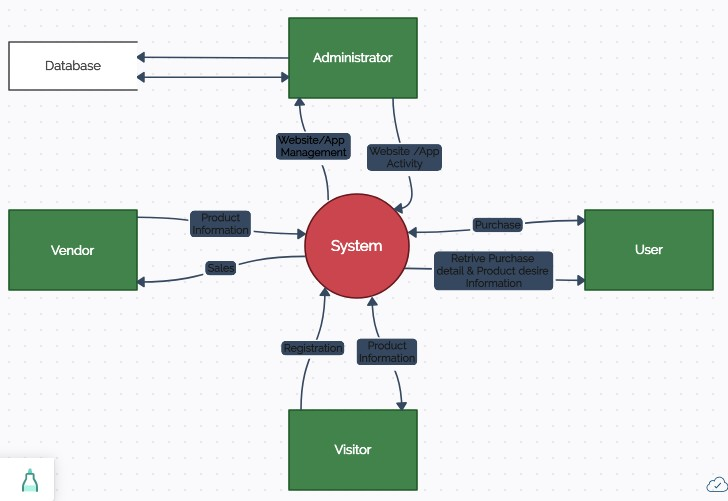 Administrator
Database
Website/App
Management
Website /App
Activity
Product
Information
Vendor
Sales
System
Purchase
Retrive Purchase
detail & Product desire
Information
User
Registration
Product
Information
Visitor